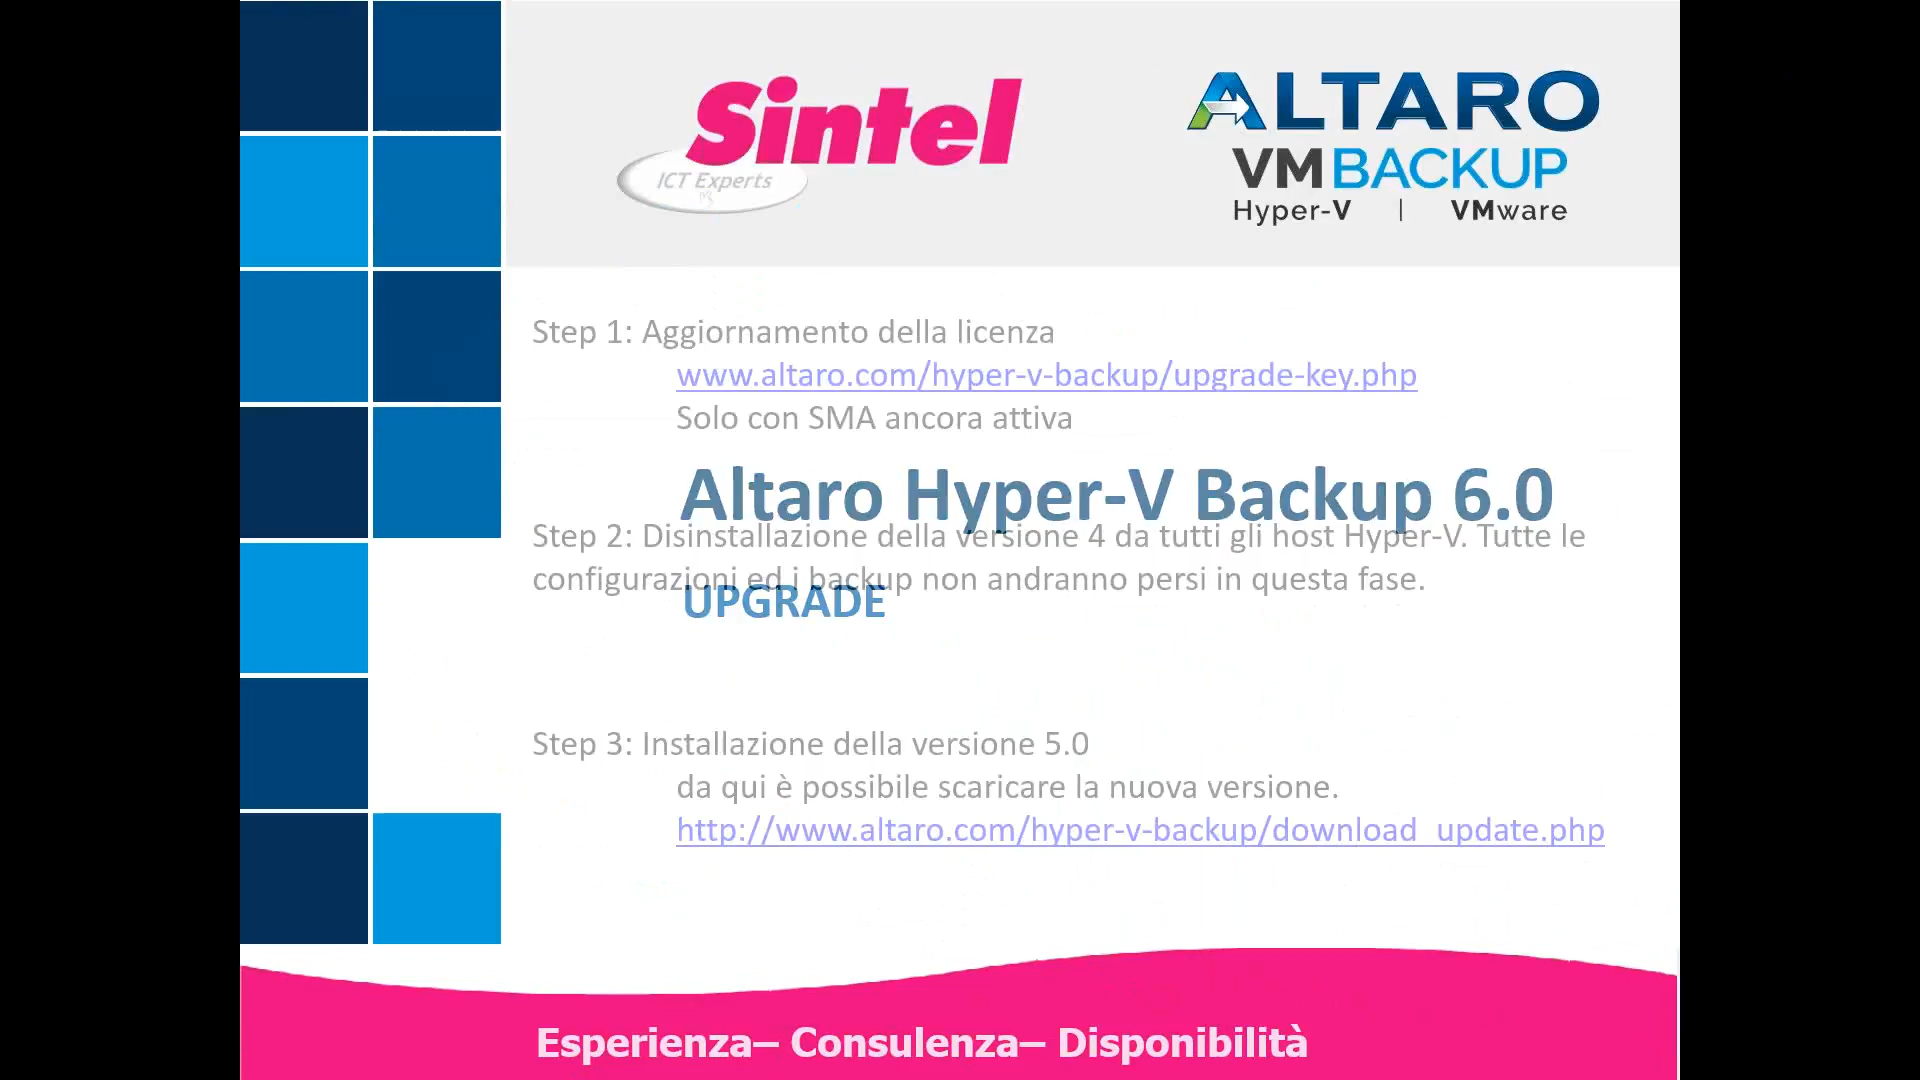 Sintel
ICT Experts
ALTARO
VMBACKUP
Hyper-V | VMware
Step 1: Aggiornamento della licenza
www.altaro.com/hyper-v-backup/upgrade-key.php
Solo con SMA ancora attiva
Altaro Hyper-V Backup 6.0
Step 2: Disinstallazione della versione 4 da tutti gli host Hyper-V. Tutte le
configurazioni ed i backup non andranno persi in questa fase.
UPGRADE
Step 3: Installazione della versione 5.0
da qui è possibile scaricare la nuova versione.
http://www.altaro.com/hyper-v-backup/download_update.php
Esperienza– Consulenza– Disponibilità